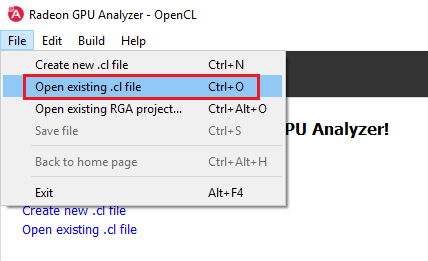 Radeon GPU Analyzer - OpenCL
File Edit Build Help
Create new .cl file Ctrl+N
Open existing .cl file Ctrl+O
Open existing RGA project... Ctrl+Alt+O
Save file Ctrl+S
Back to home page Ctrl+Alt+H
Exit Alt+F4
PU Analyzer!
Create new .cl file
Open existing .cl file